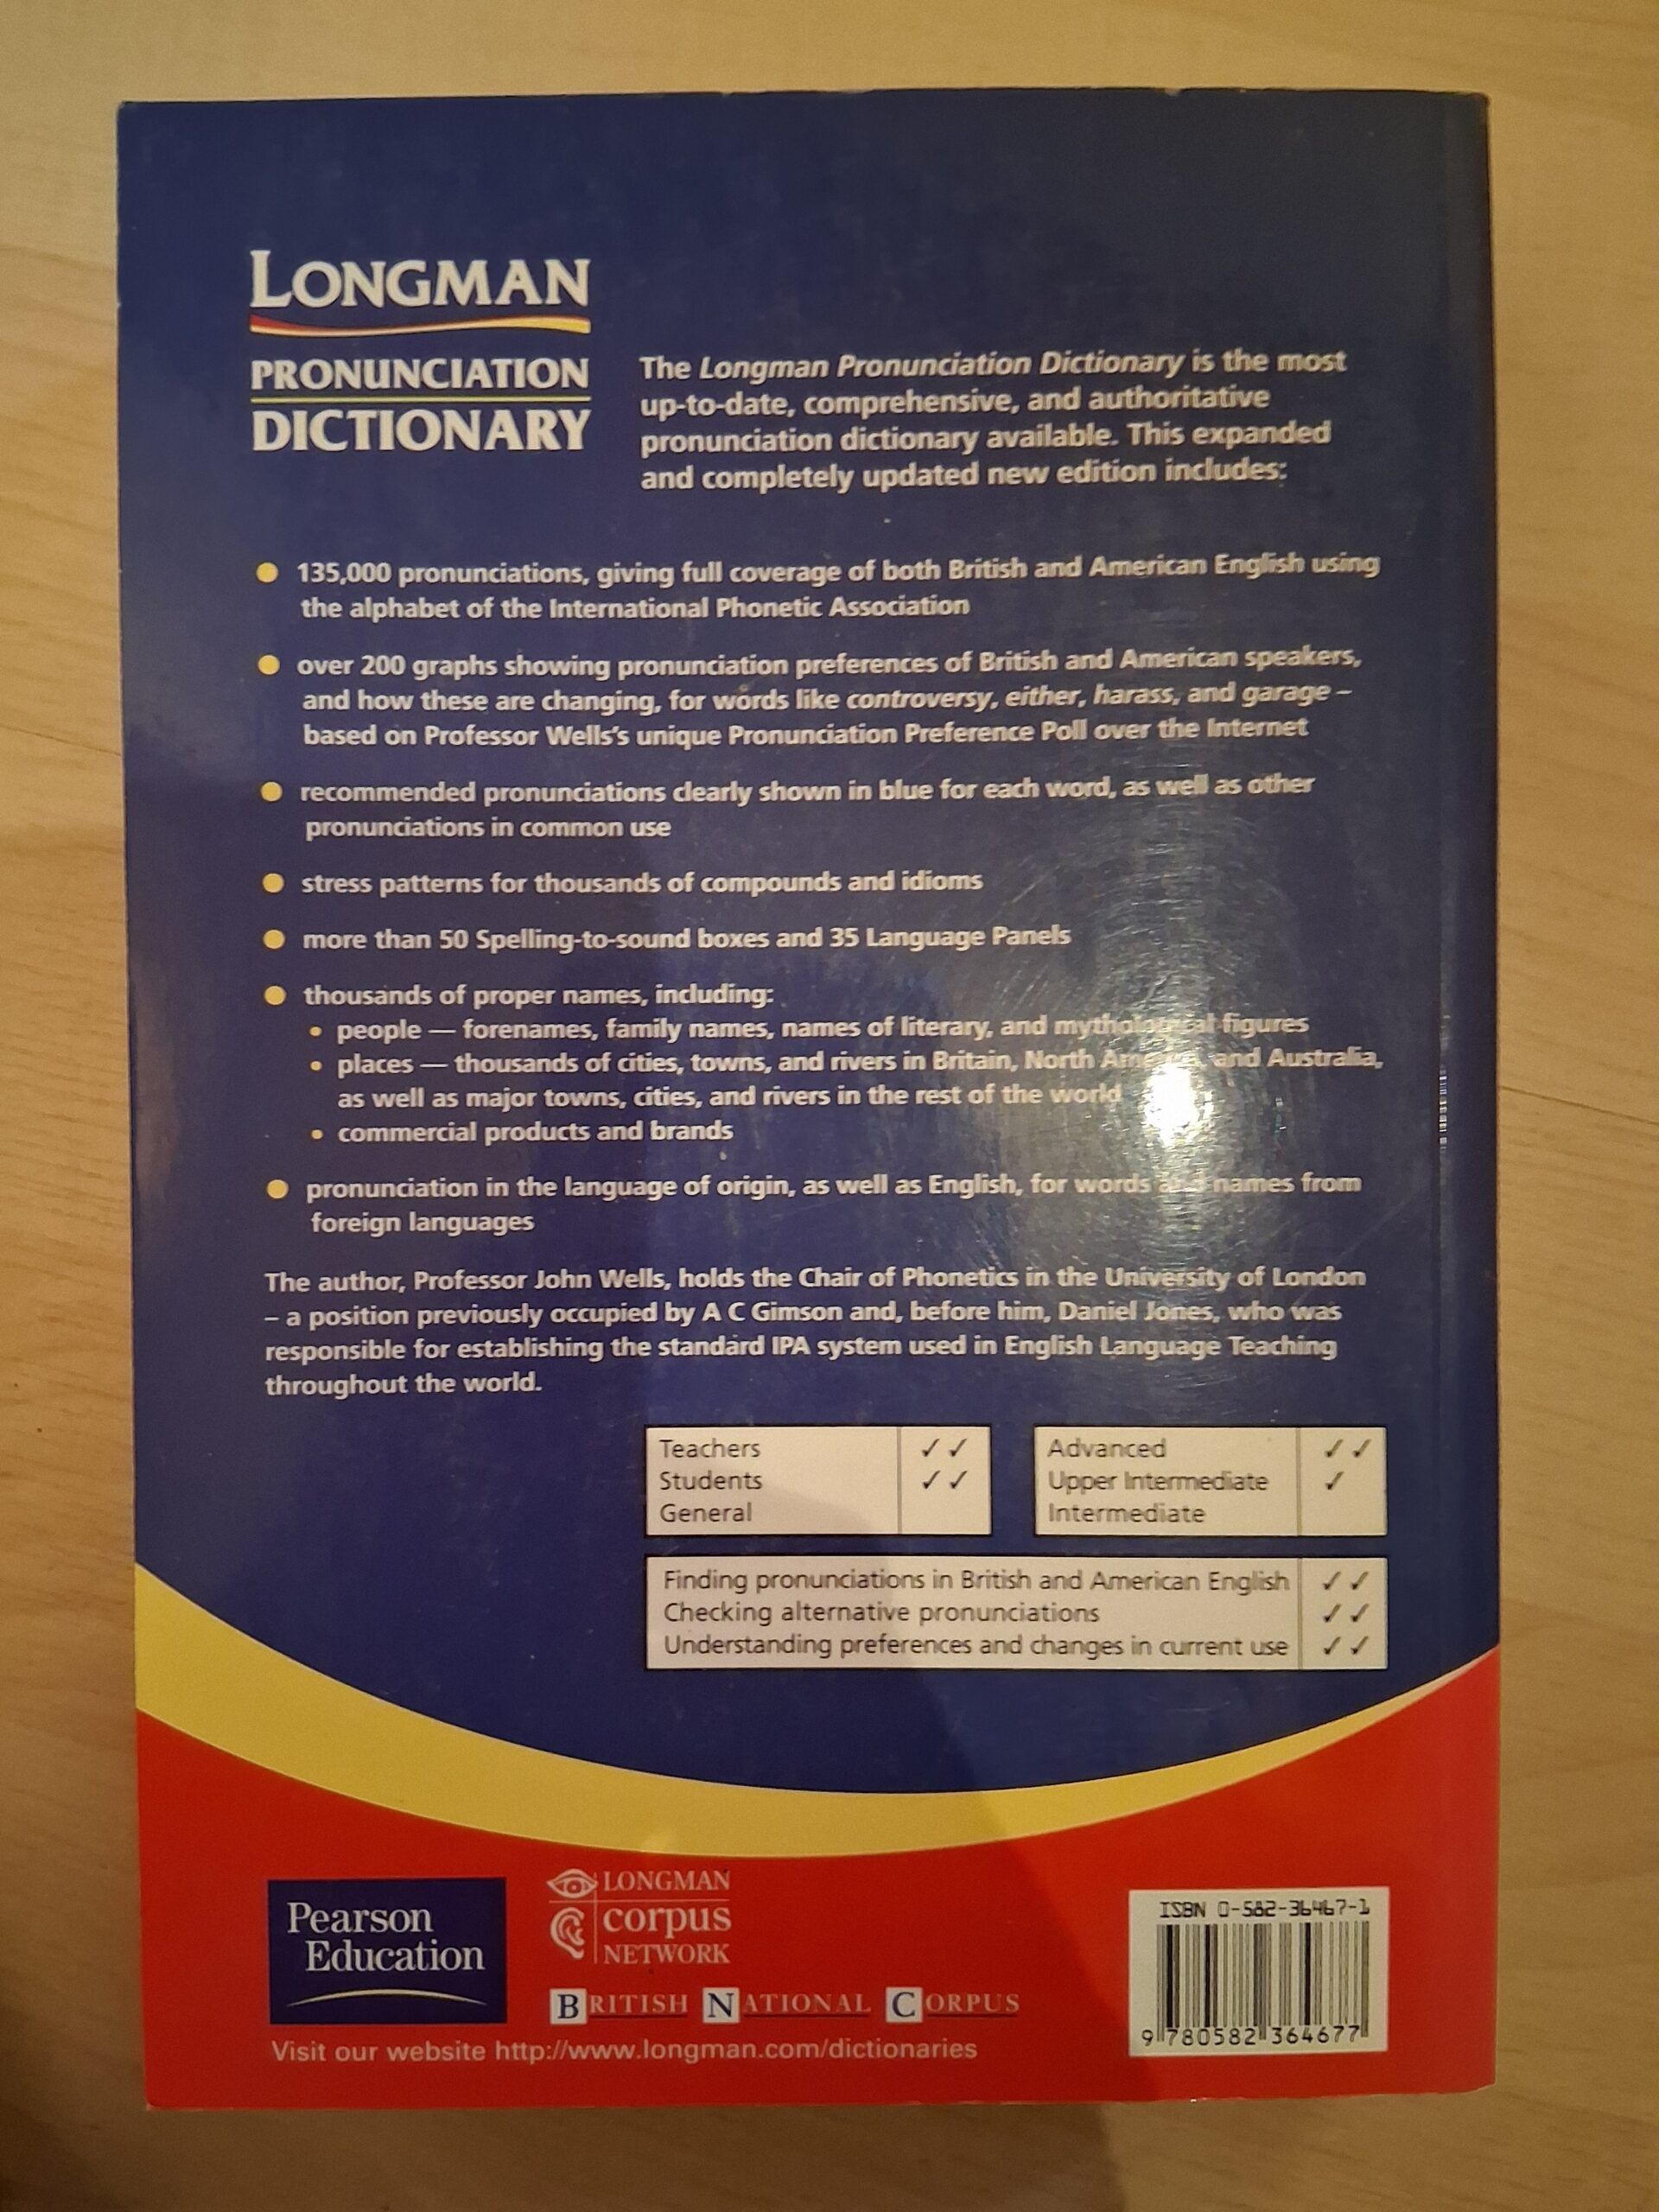 LONGMAN
PRONUNCIATION
DICTIONARY
The Longman Pronunciation Dictionary is the most
up-to-date, comprehensive, and authoritative
pronunciation dictionary available. This expanded
and completely updated new edition includes:
● 135,000 pronunciations, giving full coverage of both British and American English using
the alphabet of the International Phonetic Association
● over 200 graphs showing pronunciation preferences of British and American speakers,
and how these are changing, for words like controversy, either, harass, and garage –
based on Professor Wells's unique Pronunciation Preference Poll over the Internet
● recommended pronunciations clearly shown in blue for each word, as well as other
pronunciations in common use
● stress patterns for thousands of compounds and idioms
● more than 50 Spelling-to-sound boxes and 35 Language Panels
● thousands of proper names, including:
• people — forenames, family names, names of literary, and mythological figures
• places — thousands of cities, towns, and rivers in Britain, North America, and Australia,
as well as major towns, cities, and rivers in the rest of the world
• commercial products and brands
● pronunciation in the language of origin, as well as English, for words and names from
foreign languages
The author, Professor John Wells, holds the Chair of Phonetics in the University of London
– a position previously occupied by A C Gimson and, before him, Daniel Jones, who was
responsible for establishing the standard IPA system used in English Language Teaching
throughout the world.
Teachers ✓✓
Students ✓✓
General
Advanced ✓✓
Upper Intermediate ✓
Intermediate
Finding pronunciations in British and American English ✓✓
Checking alternative pronunciations ✓✓
Understanding preferences and changes in current use ✓✓
Pearson
Education
LONGMAN
corpus
NETWORK
BRITISH NATIONAL CORPUS
Visit our website http://www.longman.com/dictionaries
ISBN 0-582-36467-1
9 780582 364677